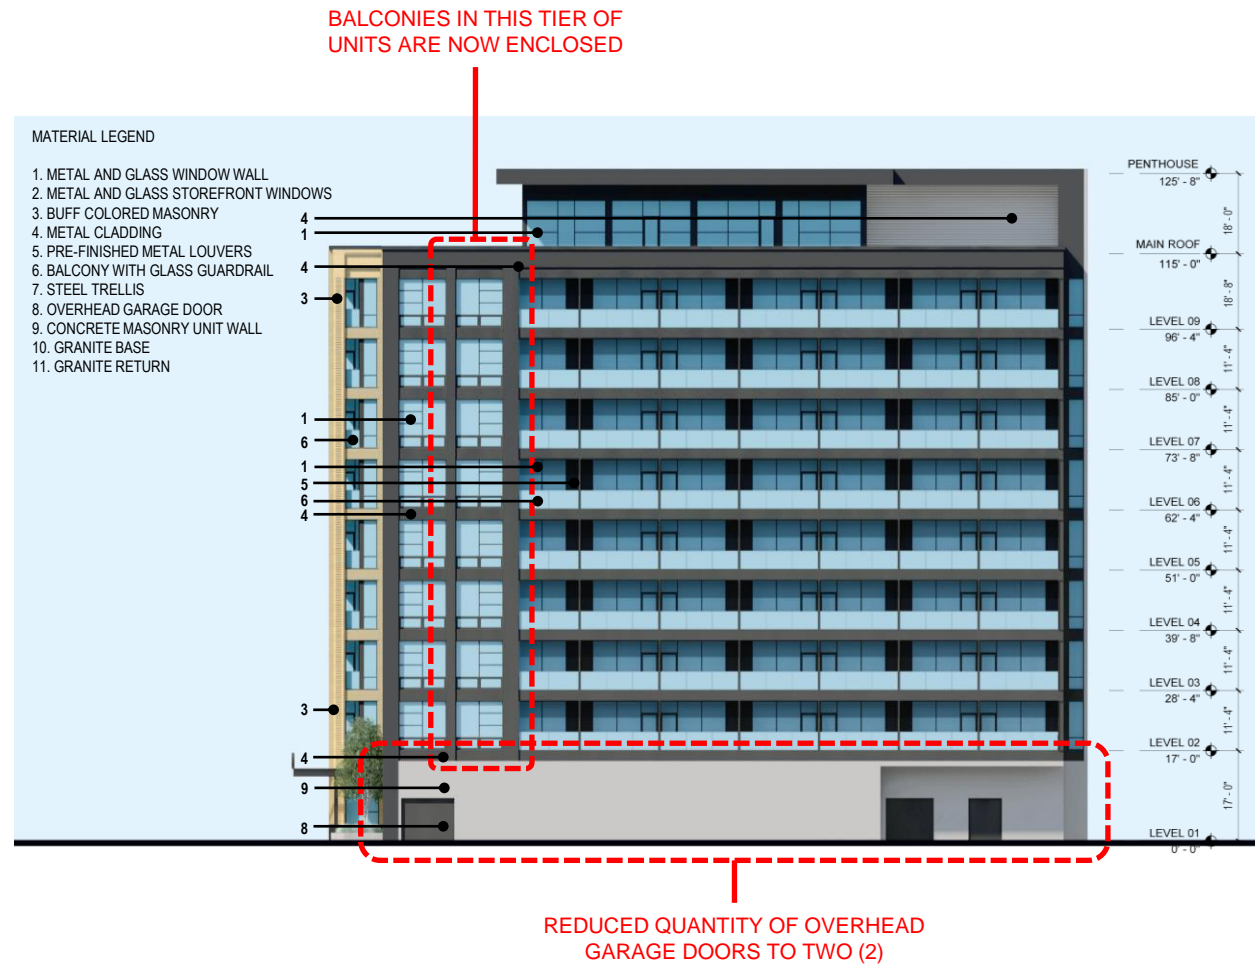 BALCONIES IN THIS TIER OF
UNITS ARE NOW ENCLOSED
MATERIAL LEGEND
1. METAL AND GLASS WINDOW WALL
2. METAL AND GLASS STOREFRONT WINDOWS
3. BUFF COLORED MASONRY
4. METAL CLADDING
5. PRE-FINISHED METAL LOUVERS
6. BALCONY WITH GLASS GUARDRAIL
7. STEEL TRELLIS
8. OVERHEAD GARAGE DOOR
9. CONCRETE MASONRY UNIT WALL
10. GRANITE BASE
11. GRANITE RETURN
4
1
4
3
1
6
1
5
6
4
3
4
9
8
PENTHOUSE
125' - 8"
18' - 0"
MAIN ROOF
115' - 0"
18' - 8"
LEVEL 09
96' - 4"
11' - 4"
LEVEL 08
85' - 0"
11' - 4"
LEVEL 07
73' - 8"
11' - 4"
LEVEL 06
62' - 4"
11' - 4"
LEVEL 05
51' - 0"
11' - 4"
LEVEL 04
39' - 8"
11' - 4"
LEVEL 03
28' - 4"
11' - 4"
LEVEL 02
17' - 0"
17' - 0"
LEVEL 01
0' - 0"
REDUCED QUANTITY OF OVERHEAD
GARAGE DOORS TO TWO (2)